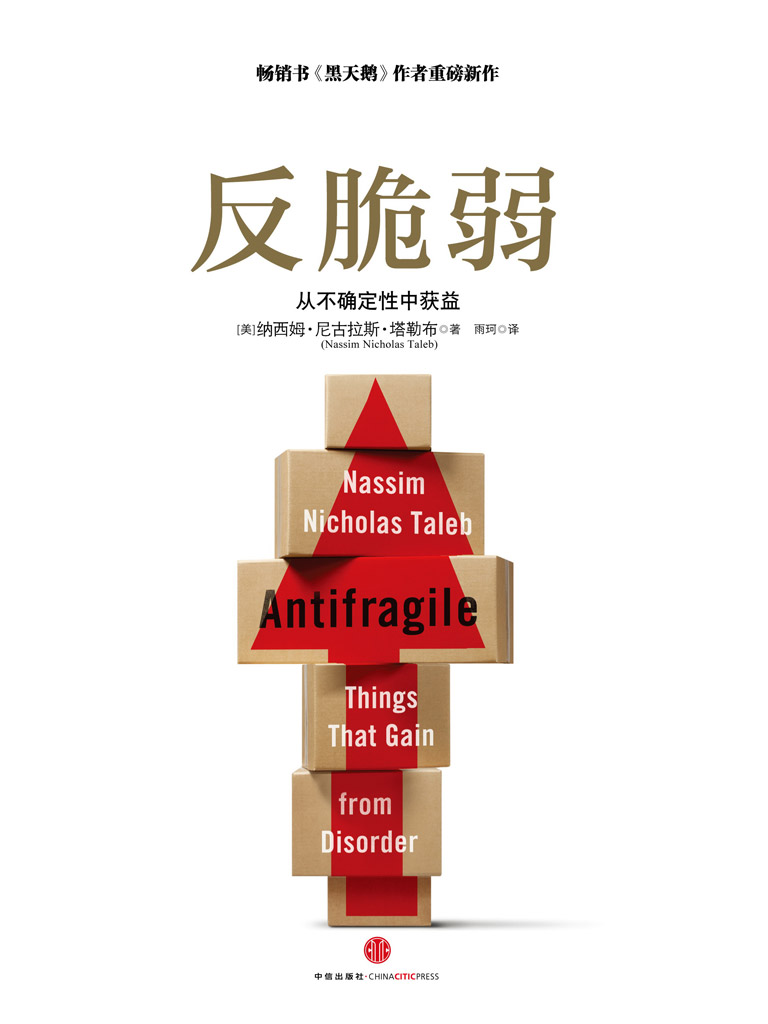 畅销书《黑天鹅》作者重磅新作
反脆弱
从不确定性中获益
[美]纳西姆·尼古拉斯·塔勒布◎著 雨珂◎译
(Nassim Nicholas Taleb)
Nassim
Nicholas Taleb
Antifragile
Things
That Gain
from
Disorder
中信出版社·CHINACITICPRESS